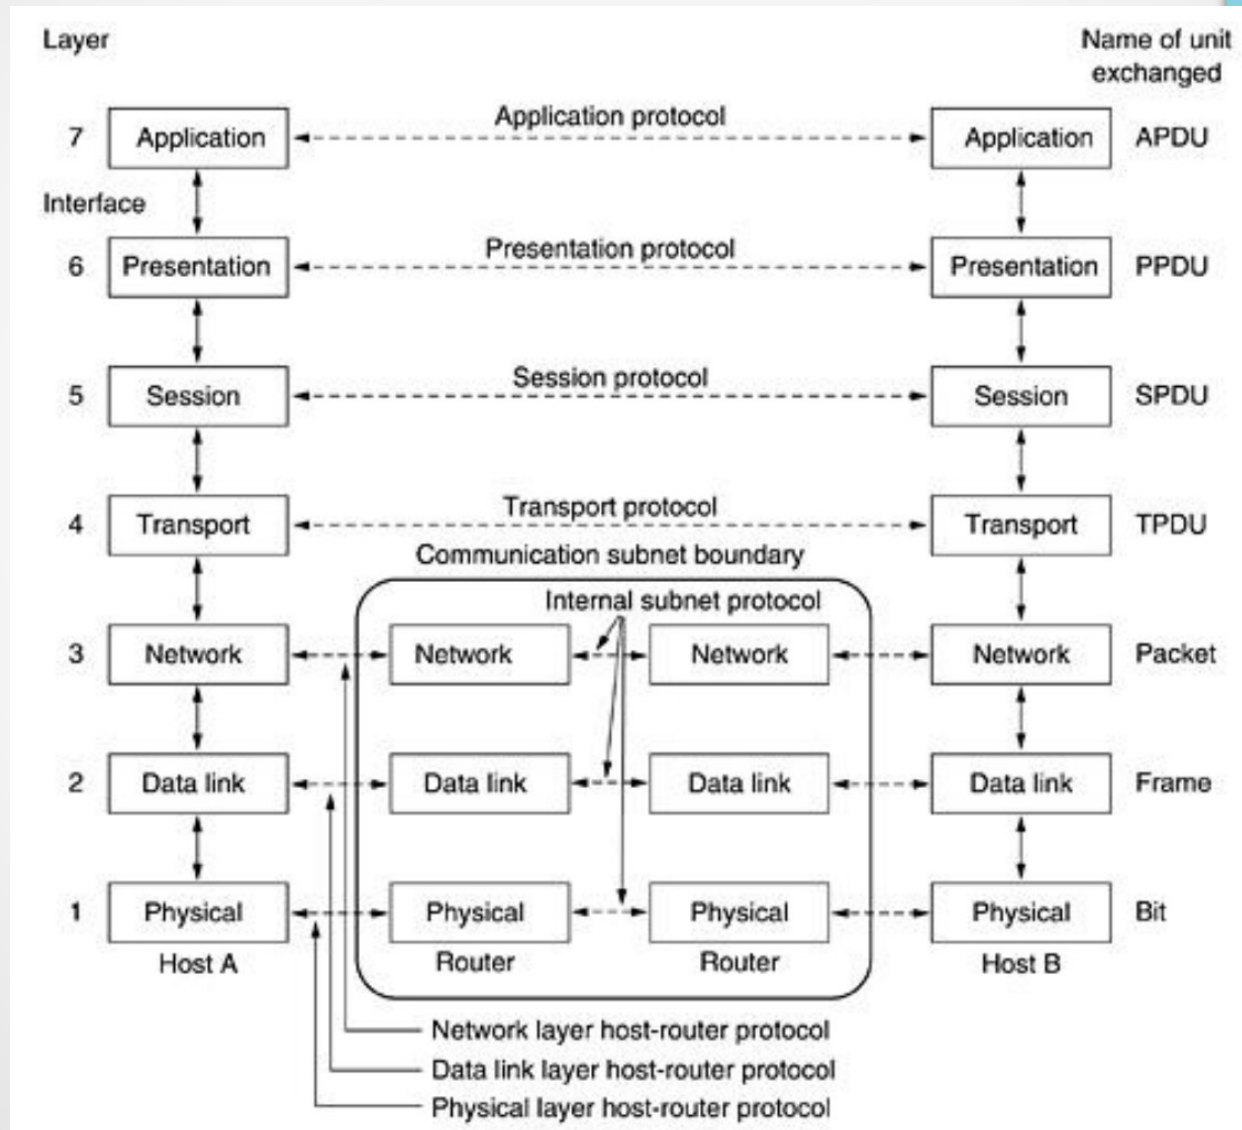 Layer
Name of unit
exchanged
7
Application
Application protocol
Application
APDU
Interface
6
Presentation
Presentation protocol
Presentation
PPDU
5
Session
Session protocol
Session
SPDU
4
Transport
Transport protocol
Transport
TPDU
Communication subnet boundary
Internal subnet protocol
3
Network
Network
Network
Network
Packet
2
Data link
Data link
Data link
Data link
Frame
1
Physical
Physical
Physical
Physical
Bit
Host A
Router
Router
Host B
Network layer host-router protocol
Data link layer host-router protocol
Physical layer host-router protocol